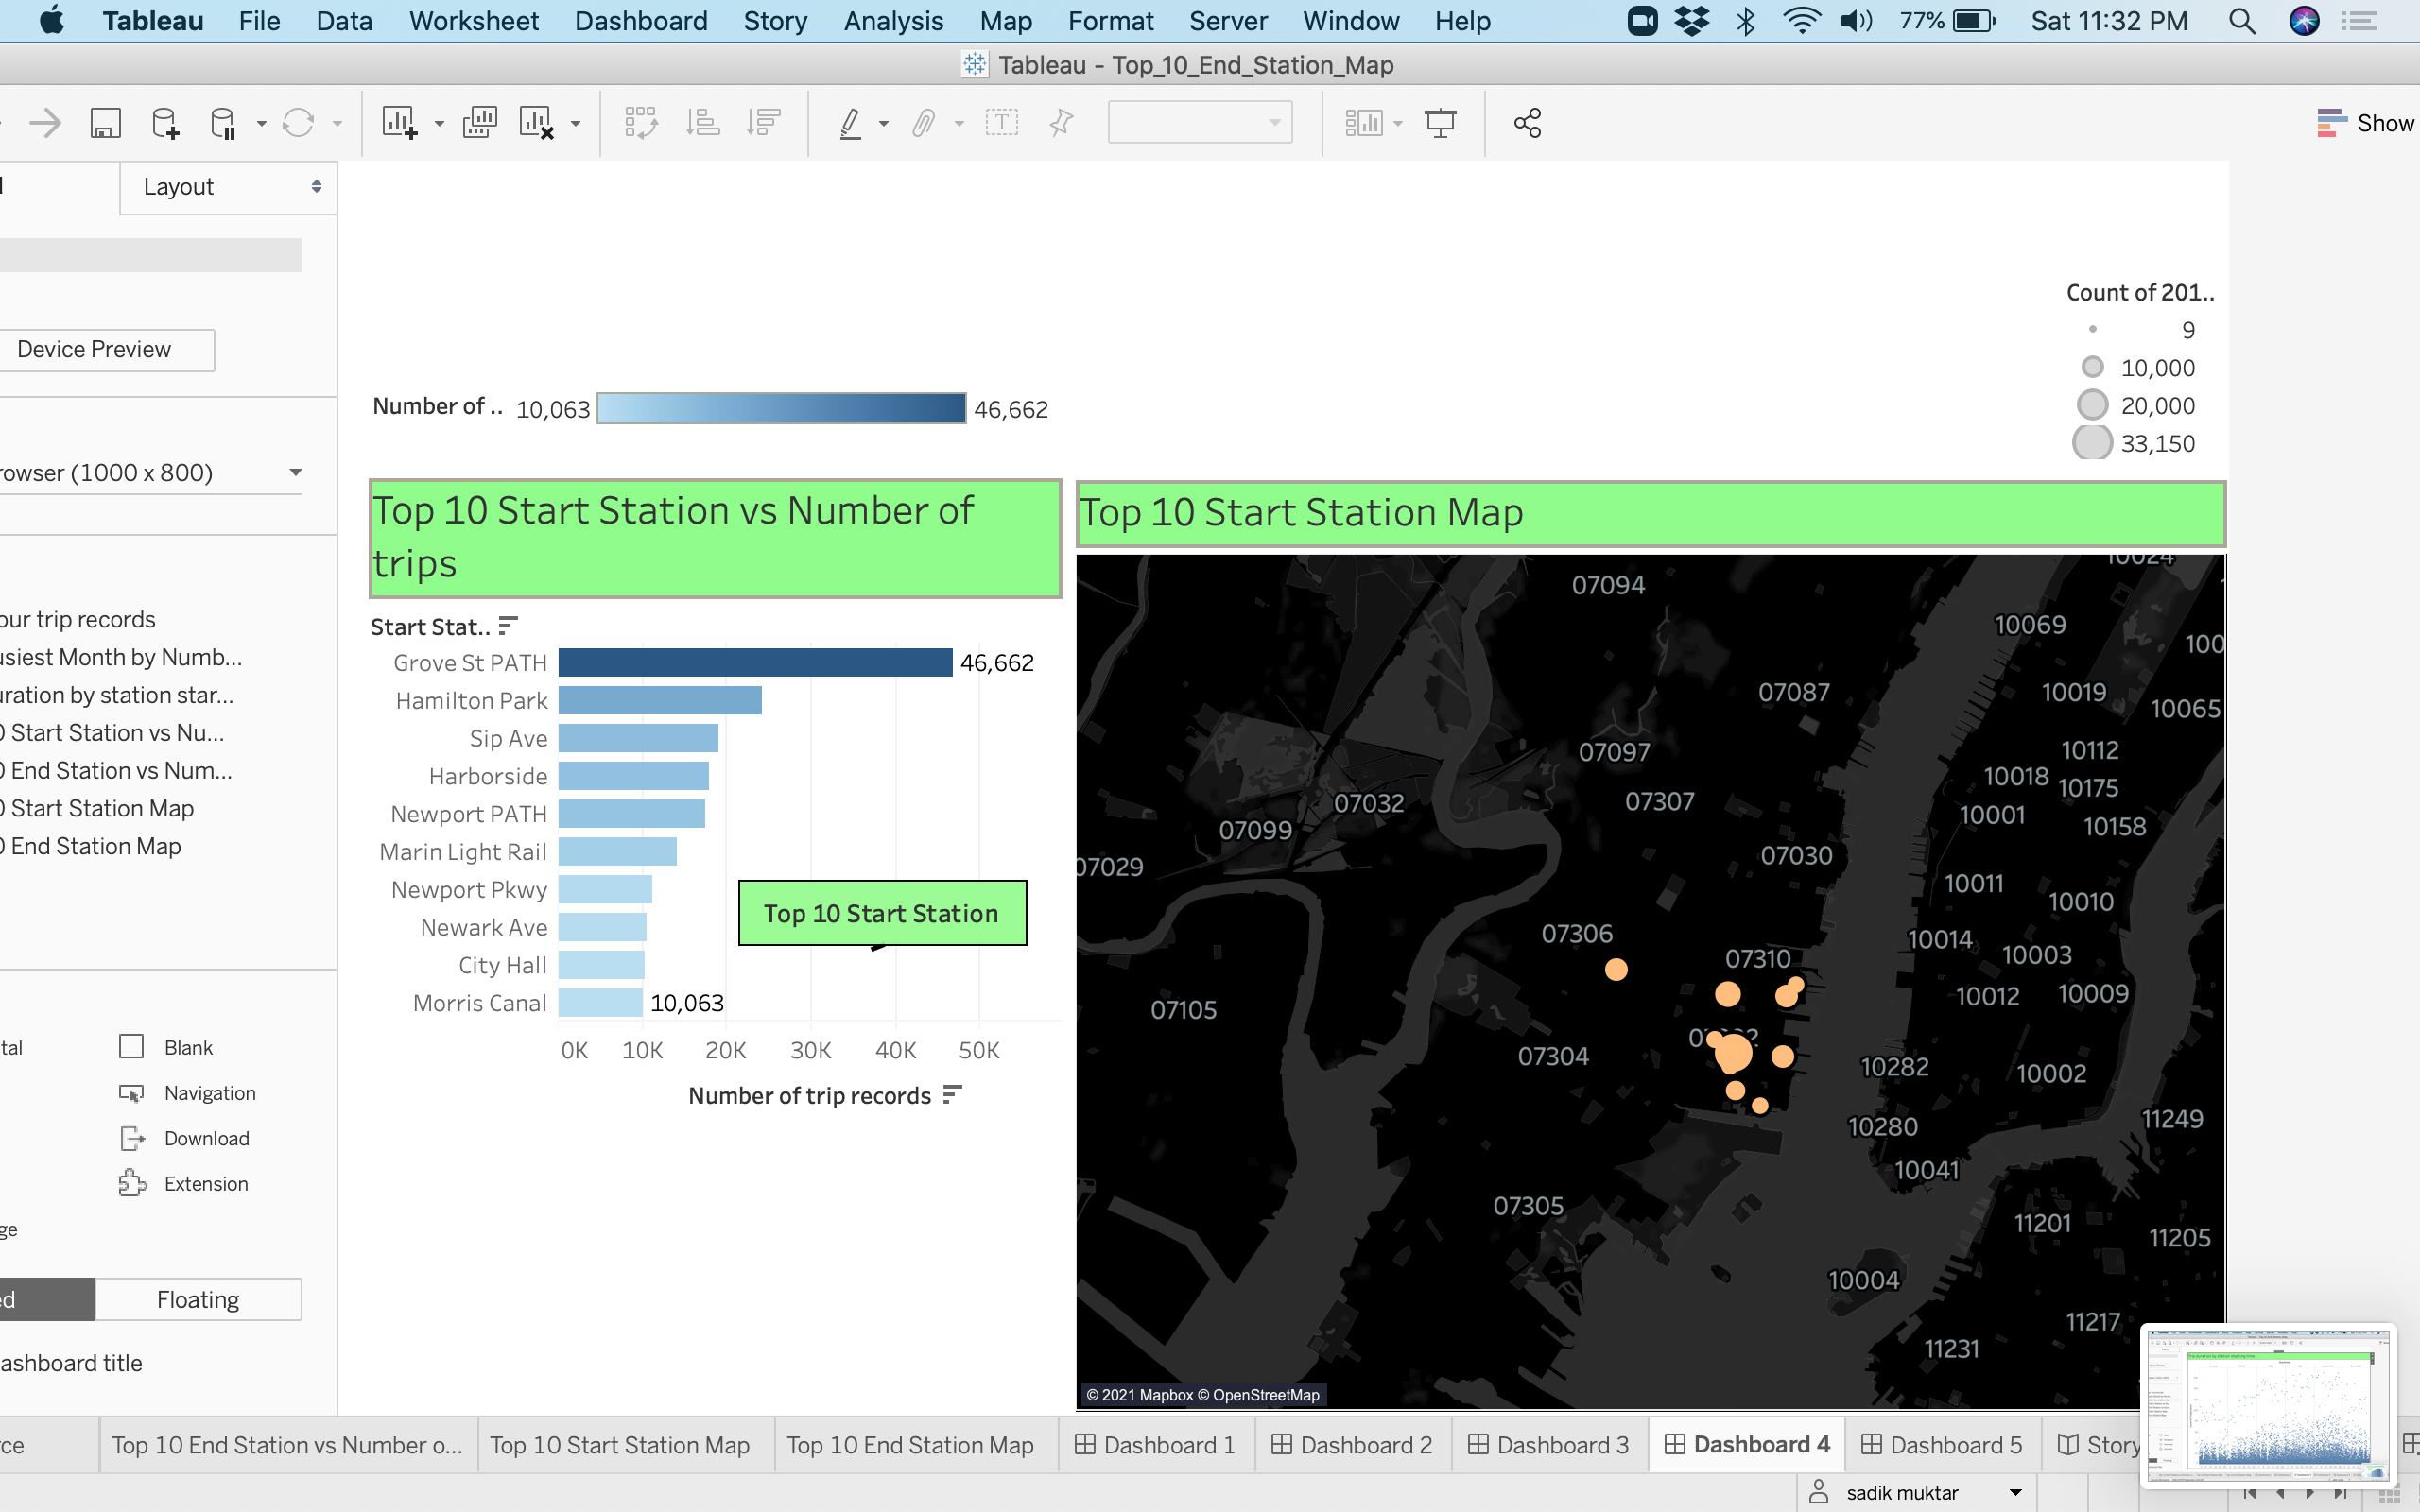 Tableau File Data Worksheet Dashboard Story Analysis Map Format Server Window Help 77% Sat 11:32 PM
Tableau - Top_10_End_Station_Map
Show
Layout
Device Preview
rowser (1000 x 800)
our trip records
usiest Month by Numb...
uration by station star...
0 Start Station vs Nu...
0 End Station vs Num...
0 Start Station Map
0 End Station Map
tal
Blank
Navigation
Download
Extension
ge
ed
Floating
ashboard title
Number of .. 10,063 46,662
Count of 201..
9
10,000
20,000
33,150
Top 10 Start Station vs Number of
trips
Start Stat..
Grove St PATH 46,662
Hamilton Park
Sip Ave
Harborside
Newport PATH
Marin Light Rail
Newport Pkwy
Newark Ave
City Hall
Morris Canal 10,063
Top 10 Start Station
0K 10K 20K 30K 40K 50K
Number of trip records
Top 10 Start Station Map
10024
07094
10069
100
07087
10019
10065
07097
10112
10018
10175
07032
07307
10001
10158
07099
07030
07029
10011
10010
07306
10014
10003
07310
10012
10009
07105
07304
10282
10002
11249
10280
10041
07305
11201
11205
10004
11217
11231
© 2021 Mapbox © OpenStreetMap
rce
Top 10 End Station vs Number o...
Top 10 Start Station Map
Top 10 End Station Map
Dashboard 1
Dashboard 2
Dashboard 3
Dashboard 4
Dashboard 5
Story
sadik muktar